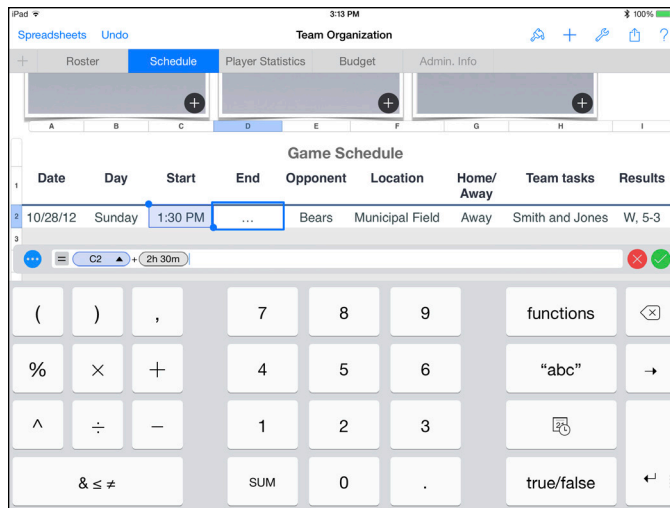 iPad 3:13 PM 100%
Spreadsheets Undo Team Organization + ?
+ Roster Schedule Player Statistics Budget Admin. Info
+ + +
A B C D E F G H I
Game Schedule
Date Day Start End Opponent Location Home/ Team tasks Results
Away
1
2 10/28/12 Sunday 1:30 PM ... Bears Municipal Field Away Smith and Jones W, 5-3
3
= C2 + 2h 30m
( ) , 7 8 9 functions
% × + 4 5 6 “abc”
^ ÷ − 1 2 3
& ≤ ≠ SUM 0 . true/false